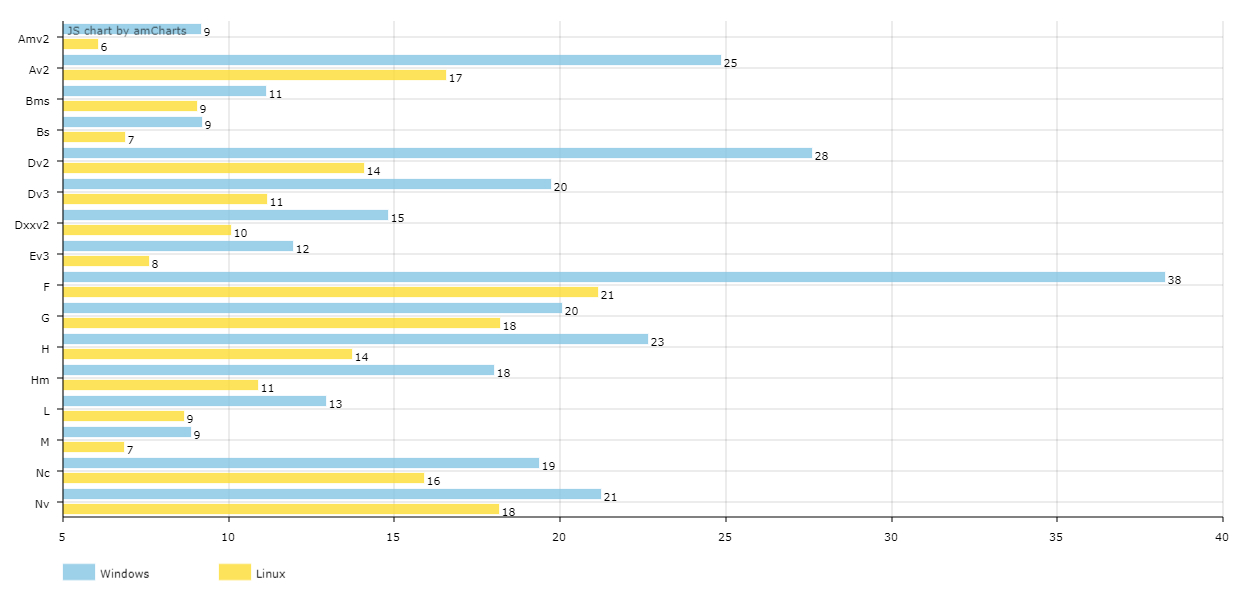 JS chart by amCharts
Amv2 9
6
Av2 25
17
Bms 11
9
Bs 9
7
Dv2 28
14
Dv3 20
11
Dxxv2 15
10
Ev3 12
8
F 38
21
G 20
18
H 23
14
Hm 18
11
L 13
9
M 9
7
Nc 19
16
Nv 21
18
5 10 15 20 25 30 35 40
Windows Linux